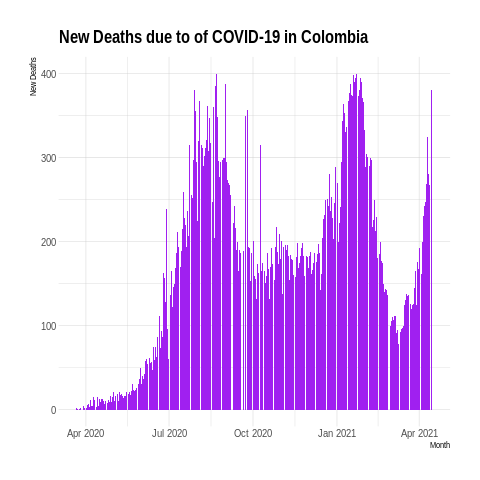 New Deaths due to of COVID-19 in Colombia
New Deaths
400
300
200
100
0
Apr 2020 Jul 2020 Oct 2020 Jan 2021 Apr 2021
Month